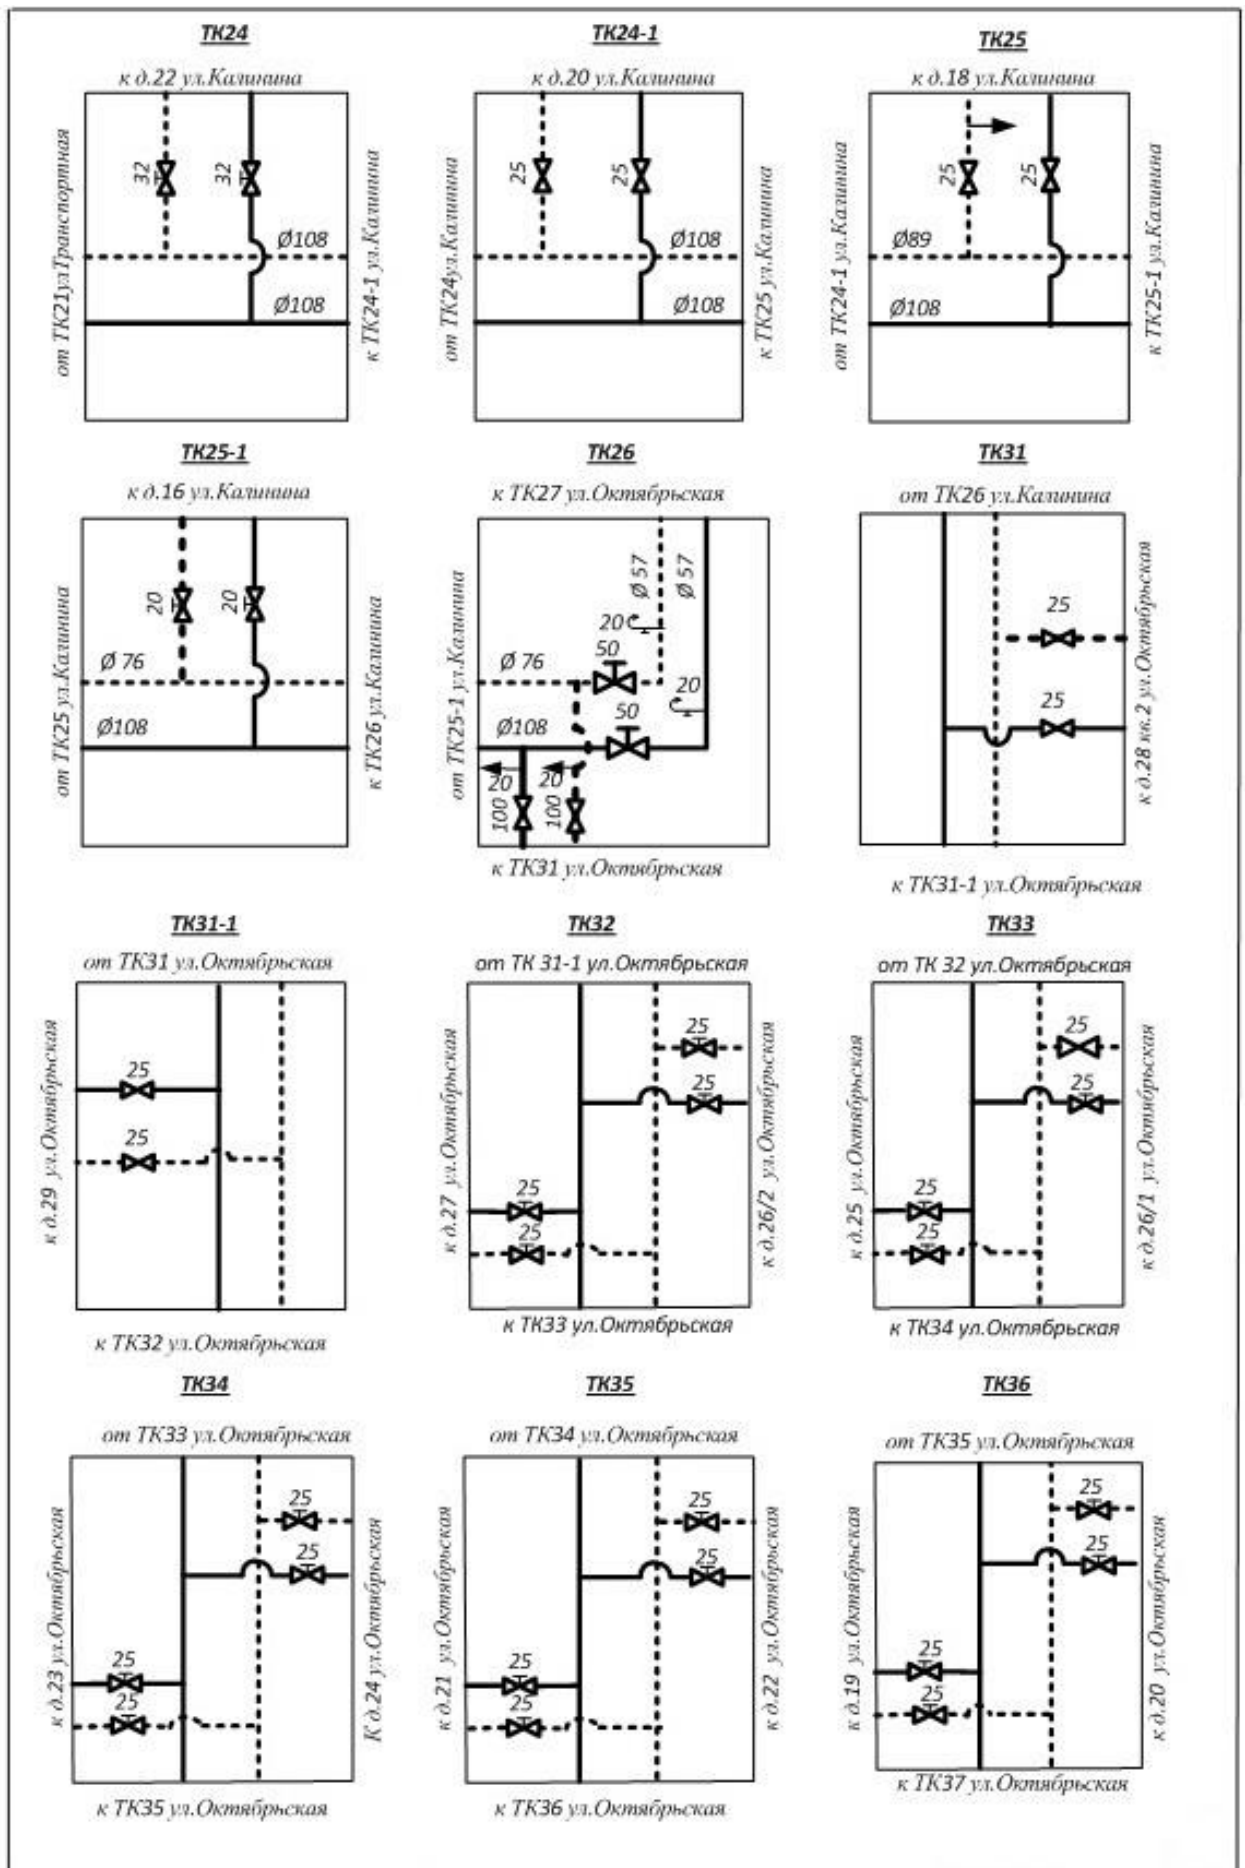 ТК24
к д.22 ул.Калинина
от ТК21улТранспортная
32
32
Ø108
Ø108
к ТК24-1 ул.Калинина
ТК24-1
к д.20 ул.Калинина
от ТК24ул.Калинина
25
25
Ø108
Ø108
к ТК25 ул.Калинина
ТК25
к д.18 ул.Калинина
от ТК24-1 ул.Калинина
25
25
Ø89
Ø108
к ТК25-1 ул.Калинина
ТК25-1
к д.16 ул.Калинина
от ТК25 ул.Калинина
20
20
Ø 76
Ø108
к ТК26 ул.Калинина
ТК26
к ТК27 ул.Октябрьская
от ТК25-1 ул.Калинина
Ø 57
Ø 57
20
50
Ø 76
20
50
Ø108
20
20
100
100
к ТК31 ул.Октябрьская
ТК31
от ТК26 ул.Калинина
25
25
к д.28 кв.2 ул.Октябрьская
к ТК31-1 ул.Октябрьская
ТК31-1
от ТК31 ул.Октябрьская
к д.29 ул.Октябрьская
25
25
к ТК32 ул.Октябрьская
ТК32
от ТК 31-1 ул.Октябрьская
к д.27 ул.Октябрьская
25
25
25
25
к д.26/2 ул.Октябрьская
к ТК33 ул.Октябрьская
ТК33
от ТК 32 ул.Октябрьская
к д.25 ул.Октябрьская
25
25
25
25
к д.26/1 ул.Октябрьская
к ТК34 ул.Октябрьская
ТК34
от ТК33 ул.Октябрьская
к д.23 ул.Октябрьская
25
25
25
25
К д.24 ул.Октябрьская
к ТК35 ул.Октябрьская
ТК35
от ТК34 ул.Октябрьская
к д.21 ул.Октябрьская
25
25
25
25
к д.22 ул.Октябрьская
к ТК36 ул.Октябрьская
ТК36
от ТК35 ул.Октябрьская
к д.19 ул.Октябрьская
25
25
25
25
к д.20 ул.Октябрьская
к ТК37 ул.Октябрьская